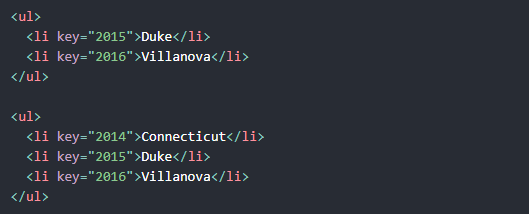 <ul>
<li key="2015">Duke</li>
<li key="2016">Villanova</li>
</ul>
<ul>
<li key="2014">Connecticut</li>
<li key="2015">Duke</li>
<li key="2016">Villanova</li>
</ul>